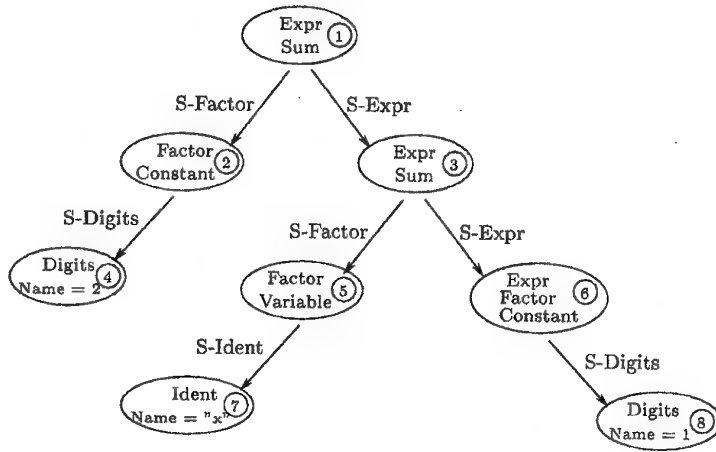 Expr
Sum
1
S-Factor
S-Expr
Factor
Constant
2
Expr
Sum
3
S-Digits
S-Factor
S-Expr
Digits
Name = 2
4
Factor
Variable
5
Expr
Factor
Constant
6
S-Ident
S-Digits
Ident
Name = "x"
7
Digits
Name = 1
8